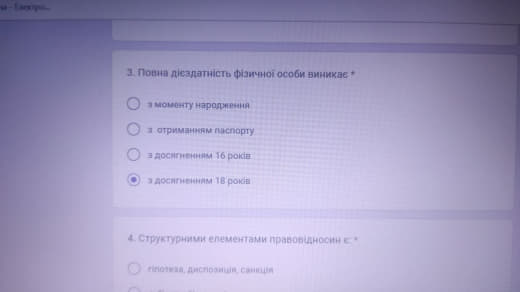 3. Повна дієздатність фізичної особи виникає *
з моменту народження
з отриманням паспорту
з досягненням 16 років
з досягненням 18 років
4. Структурними елементами правовідносин є: *
гіпотеза, диспозиція, санкція